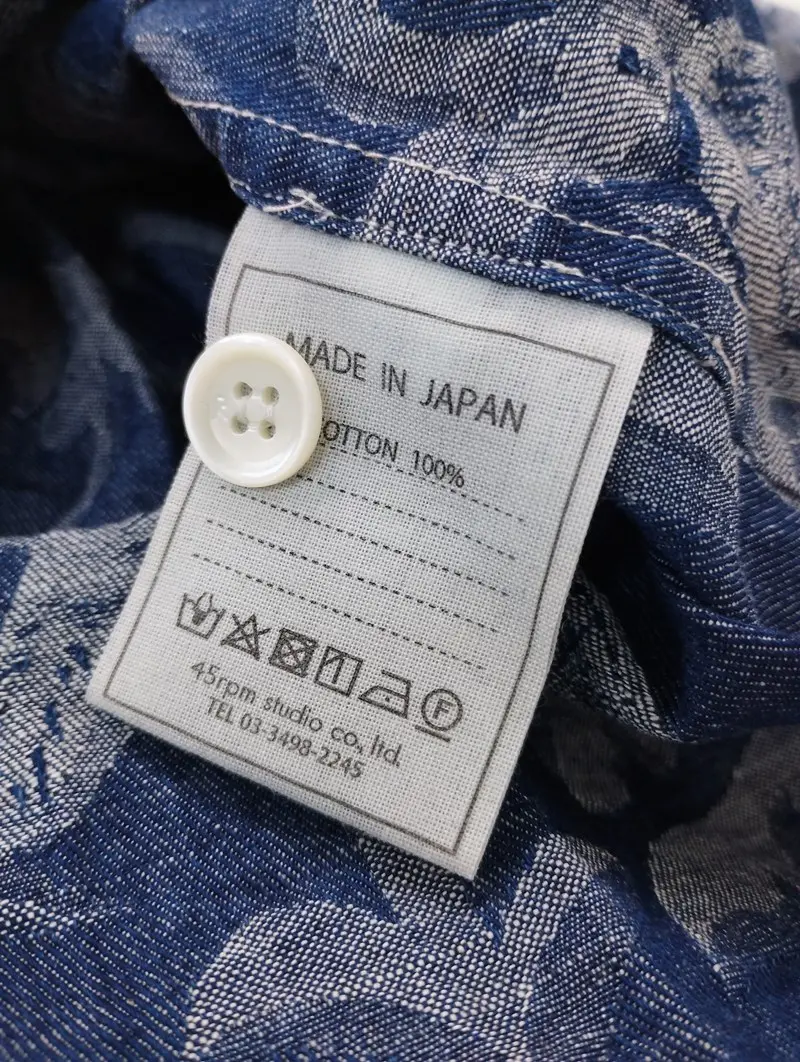 MADE IN JAPAN
OTTON 100%
F
45rpm studio co., ltd.
TEL 03-3498-2245